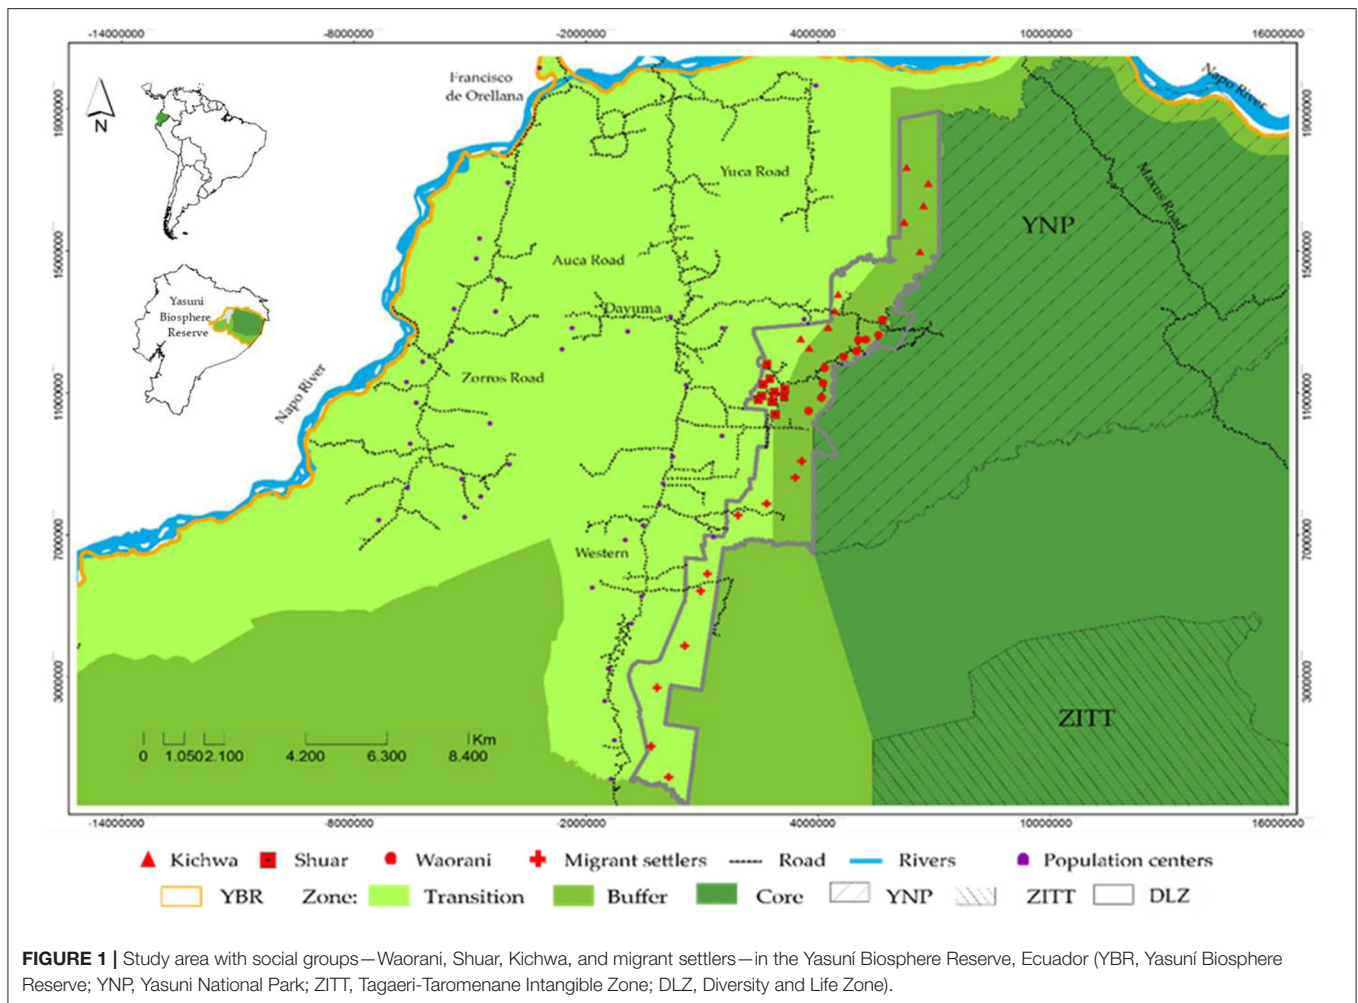 -14000000 -8000000 -2000000 4000000 10000000 16000000
Francisco
de Orellana
Napo River
N
19000000
19000000
Yuca Road
Maxus Road
YNP
15000000
15000000
Auca Road
Yasuni
Biosphere
Reserve
Dayuma
Zorros Road
Napo River
11000000
11000000
7000000
7000000
Western
3000000
3000000
ZITT
Km
0 1.050 2.100 4.200 6.300 8.400
-14000000 -8000000 -2000000 4000000 10000000 16000000
Kichwa Shuar Waorani Migrant settlers Road Rivers Population centers
YBR Zone: Transition Buffer Core YNP ZITT DLZ
FIGURE 1 | Study area with social groups—Waorani, Shuar, Kichwa, and migrant settlers—in the Yasuní Biosphere Reserve, Ecuador (YBR, Yasuní Biosphere
Reserve; YNP, Yasuni National Park; ZITT, Tagaeri-Taromenane Intangible Zone; DLZ, Diversity and Life Zone).